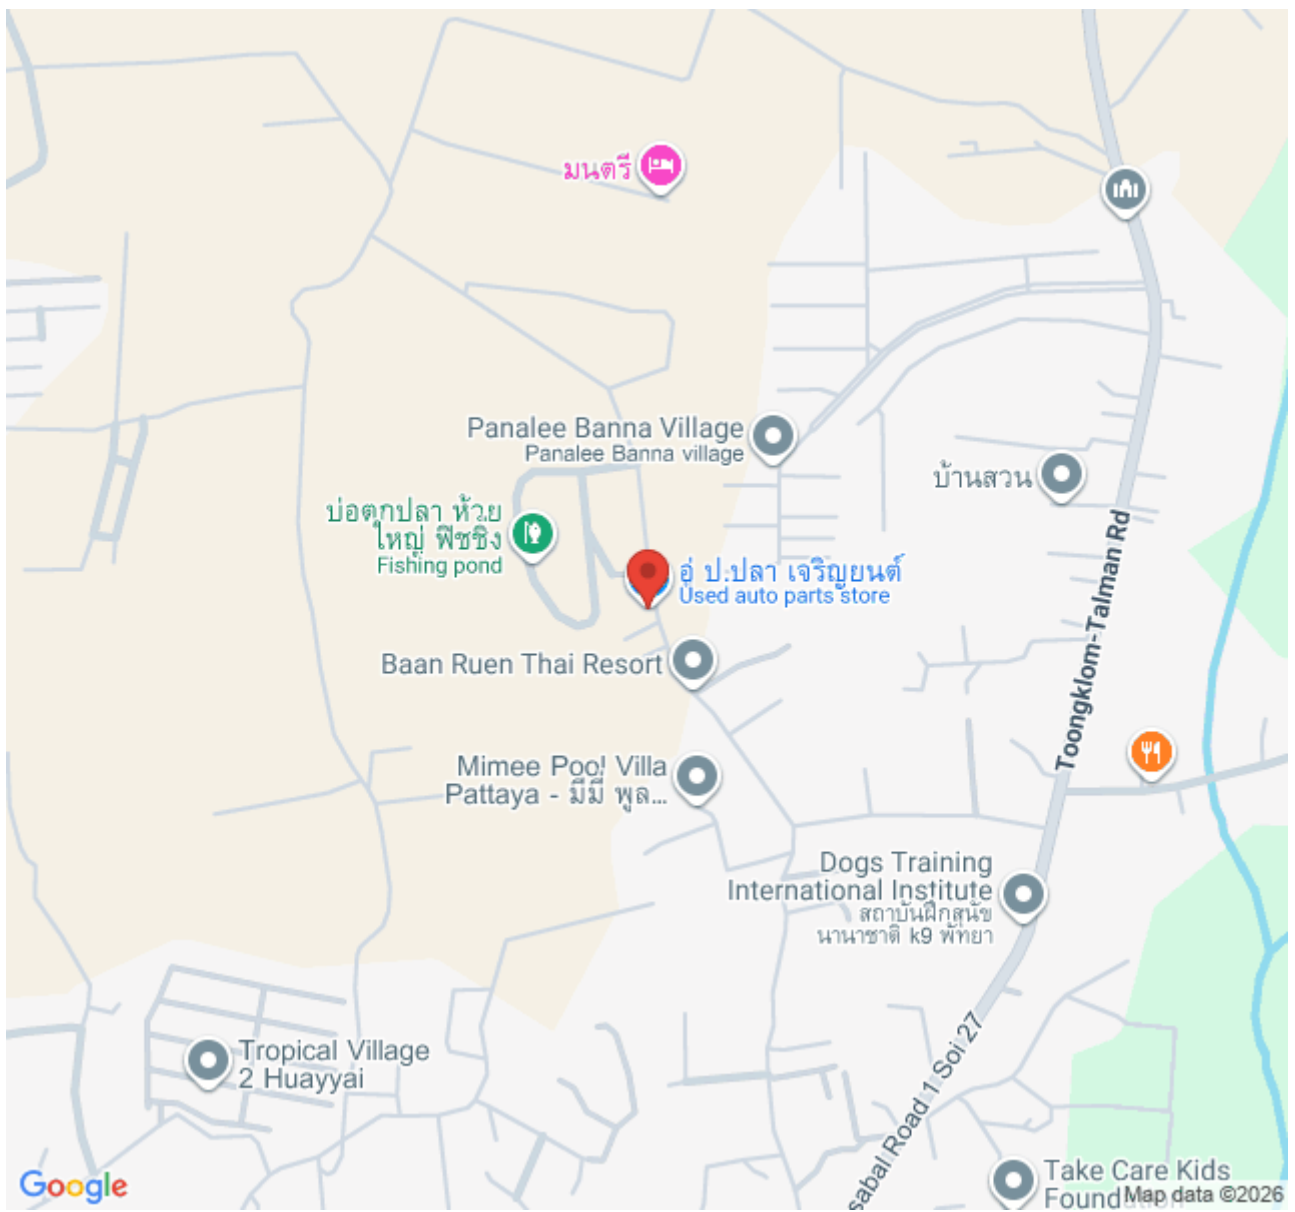 มนตรี
Panalee Banna Village
Panalee Banna village
บ้านสวน
บ่อตกปลา ห้วย
ใหญ่ ฟิชชิ่ง
Fishing pond
อู่ ป.ปลา เจริญยนต์
Used auto parts store
Toongklom-Talman Rd
Baan Ruen Thai Resort
Mimee Pool Villa
Pattaya - มีมี่ พูล...
Dogs Training
International Institute
สถาบันฝึกสุนัข
นานาชาติ k9 พัทยา
Tropical Village
2 Huayyai
sabal Road 1 Soi 27
Take Care Kids
Foundation
Google
Map data ©2026